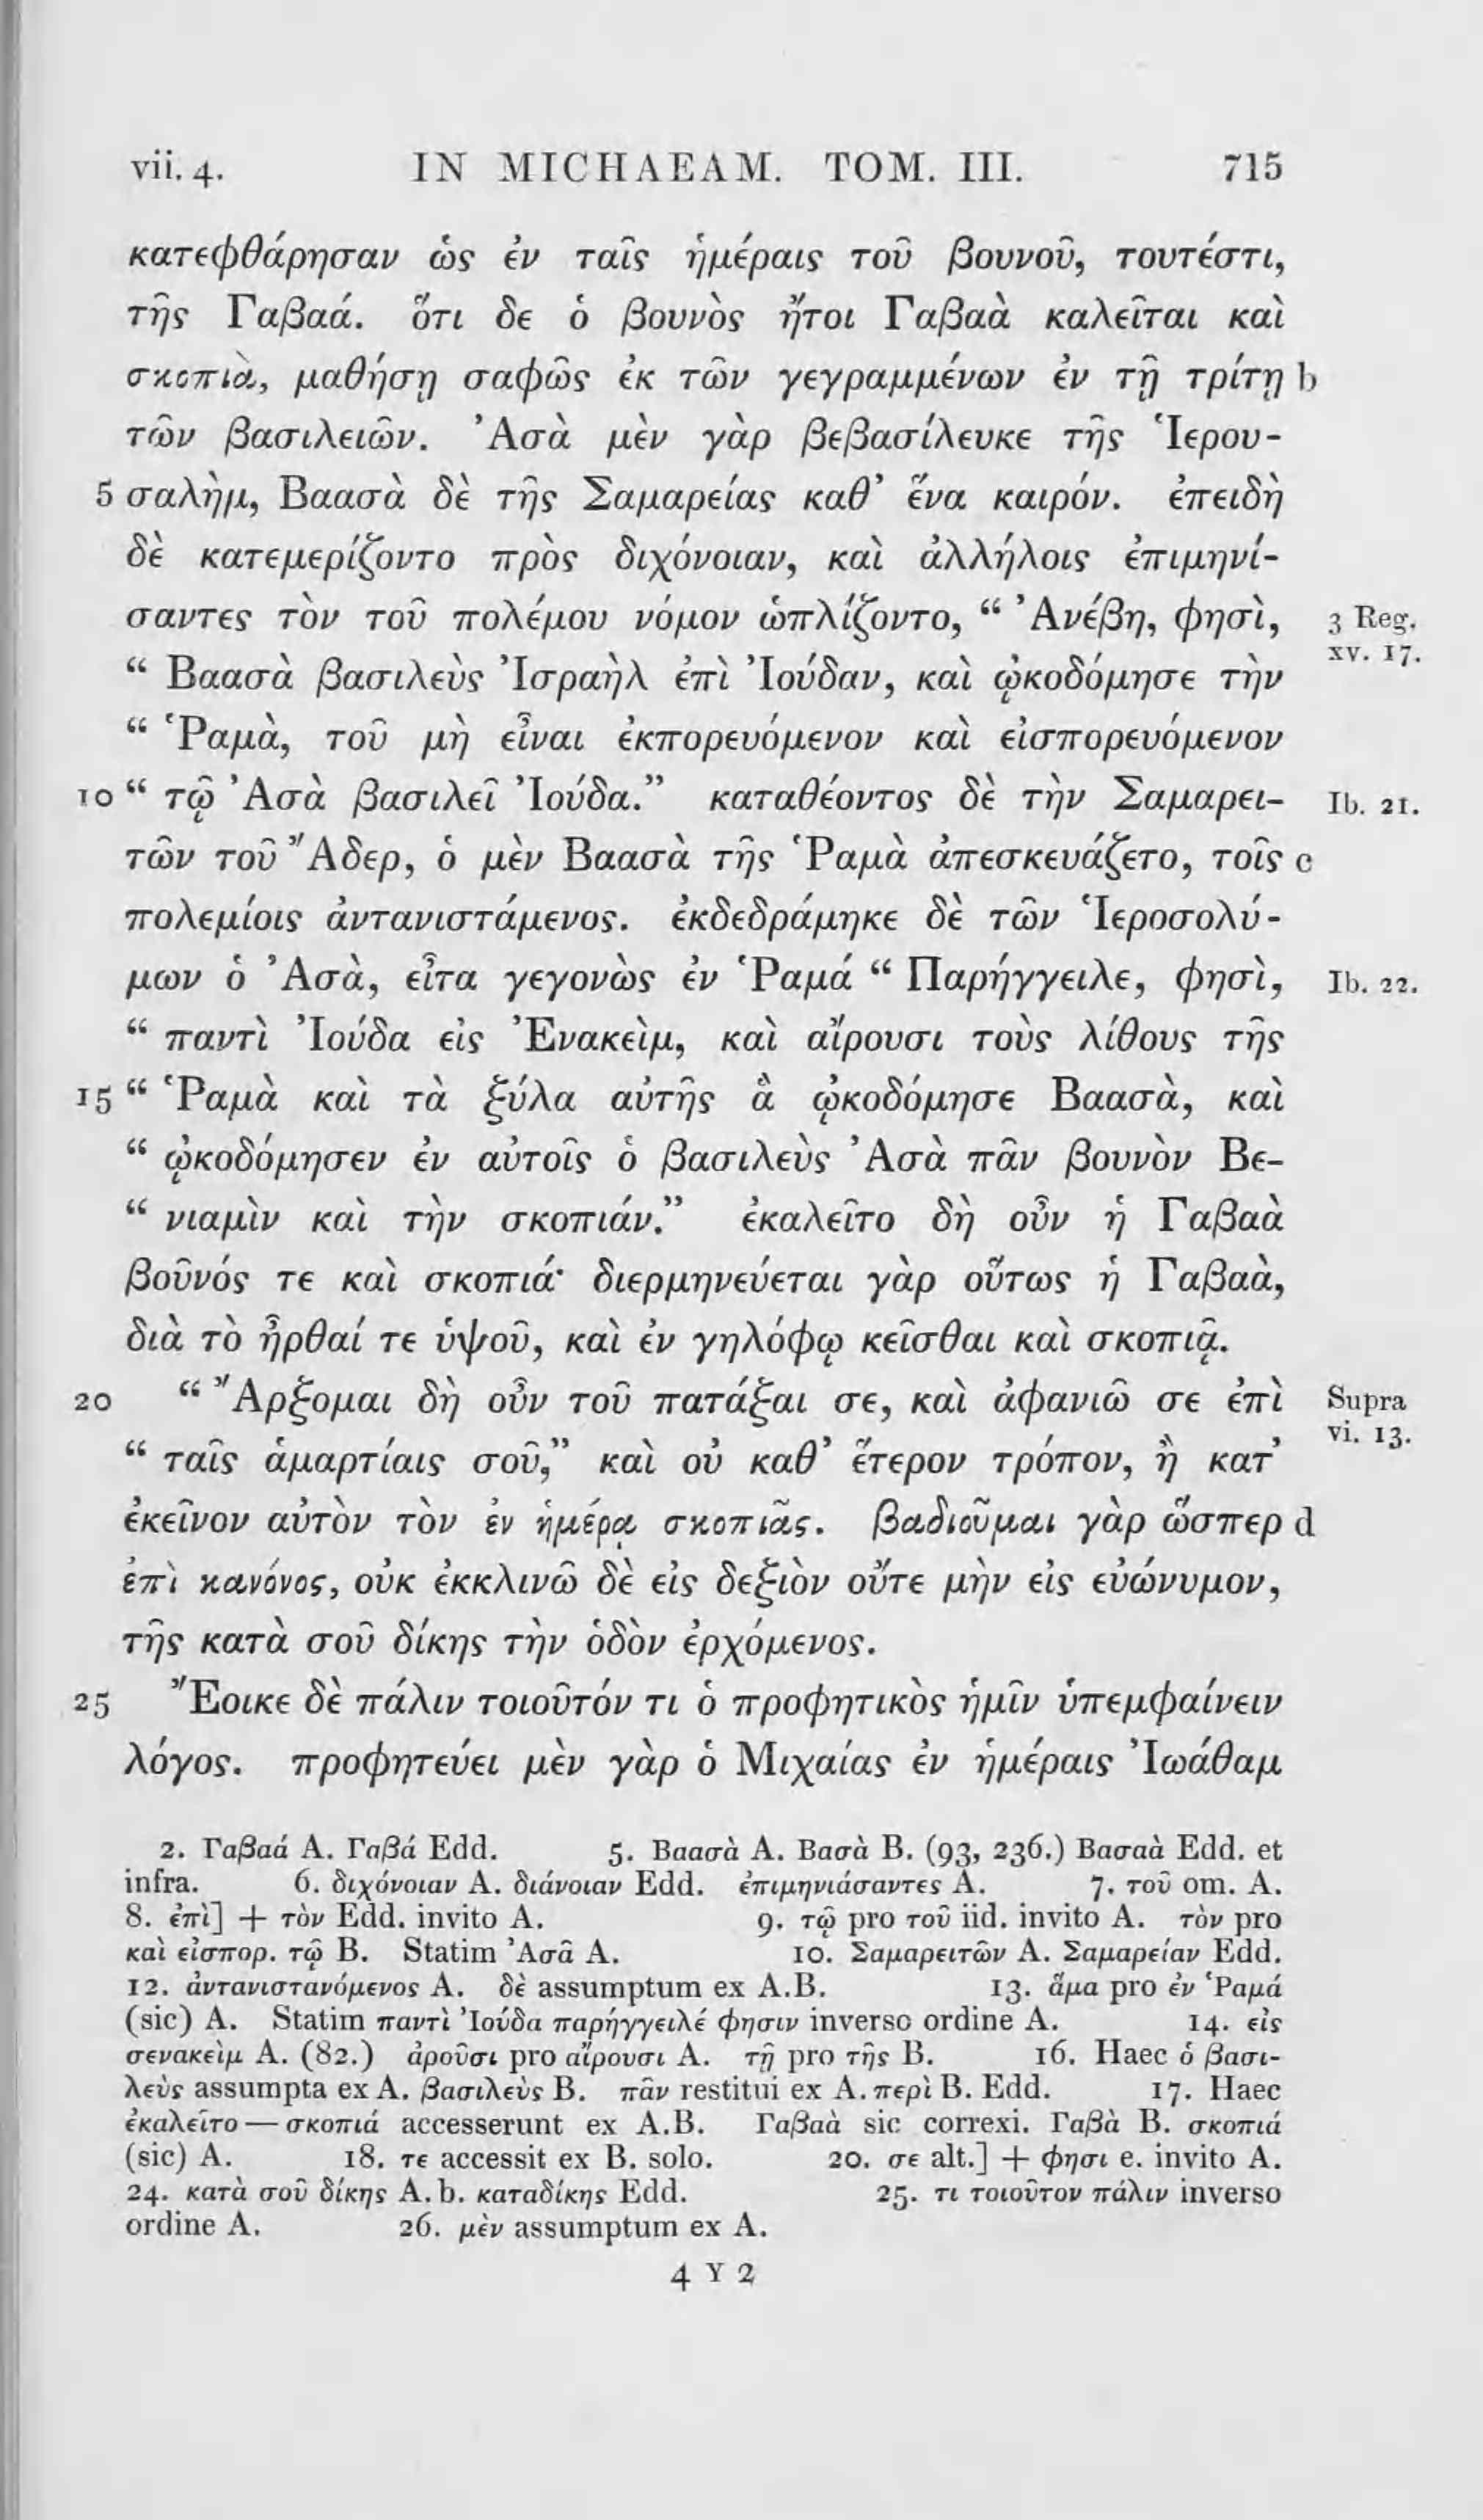 vii. 4. IN MICHAEAM. TOM. III. 715
κατεφθάρησαν ὡς ἐν ταῖς ἡμέραις τοῦ βουνοῦ, τουτέστι,
τῆς Γαβαά. ὅτι δε ὁ βουνὸς ἤτοι Γαβαὰ καλεῖται καὶ
σκοπιὰ, μαθήσῃ σαφῶς ἐκ τῶν γεγραμμένων ἐν τῇ τρίτῃ b
τῶν βασιλειῶν. Ἀσὰ μὲν γὰρ βεβασίλευκε τῆς Ἱερου-
5 σαλὴμ, Βαασὰ δὲ τῆς Σαμαρείας καθ’ ἕνα καιρόν. ἐπειδὴ
δὲ κατεμερίζοντο πρὸς διχόνοιαν, καὶ ἀλλήλοις ἐπιμηνί-
σαντες τὸν τοῦ πολέμου νόμον ὡπλίζοντο, “ Ἀνέβη, φησὶ, 3 Reg. xv. 17.
“ Βαασὰ βασιλεὺς Ἰσραὴλ ἐπὶ Ἰούδαν, καὶ ᾠκοδόμησε τὴν
“ Ῥαμὰ, τοῦ μὴ εἶναι ἐκπορευόμενον καὶ εἰσπορευόμενον
10 “ τῷ Ἀσὰ βασιλεῖ Ἰούδα.” καταθέοντος δὲ τὴν Σαμαρει- Ib. 21.
τῶν τοῦ Ἄδερ, ὁ μὲν Βαασὰ τῆς Ῥαμὰ ἀπεσκευάζετο, τοῖς c
πολεμίοις ἀντανιστάμενος. ἐκδεδράμηκε δὲ τῶν Ἱεροσολύ-
μων ὁ Ἀσὰ, εἶτα γεγονὼς ἐν Ῥαμά “ Παρήγγειλε, φησὶ, Ib. 22.
“ παντὶ Ἰούδα εἰς Ἐνακεὶμ, καὶ αἴρουσι τοὺς λίθους τῆς
15 “ Ῥαμὰ καὶ τὰ ξύλα αὐτῆς ἃ ᾠκοδόμησε Βαασὰ, καὶ
“ ᾠκοδόμησεν ἐν αὐτοῖς ὁ βασιλεὺς Ἀσὰ πᾶν βουνὸν Βε-
“ νιαμὶν καὶ τὴν σκοπιάν.” ἐκαλεῖτο δὴ οὖν ἡ Γαβαὰ
βοῦνός τε καὶ σκοπιά· διερμηνεύεται γὰρ οὕτως ἡ Γαβαὰ,
διὰ τὸ ἦρθαί τε ὑψοῦ, καὶ ἐν γηλόφῳ κεῖσθαι καὶ σκοπιᾷ.
20 “ Ἄρξομαι δὴ οὖν τοῦ πατάξαι σε, καὶ ἀφανιῶ σε ἐπὶ Supra vi. 13.
“ ταῖς ἁμαρτίαις σοῦ,” καὶ οὐ καθ’ ἕτερον τρόπον, ἢ κατ’
ἐκεῖνον αὐτὸν τὸν ἐν ἡμέρᾳ σκοπιᾶς. βαδιοῦμαι γὰρ ὥσπερ d
ἐπὶ κανόνος, οὐκ ἐκκλινῶ δὲ εἰς δεξιὸν οὔτε μὴν εἰς εὐώνυμον,
τῆς κατὰ σοῦ δίκης τὴν ὁδὸν ἐρχόμενος.
25 Ἔοικε δὲ πάλιν τοιοῦτόν τι ὁ προφητικὸς ἡμῖν ὑπεμφαίνειν
λόγος. προφητεύει μὲν γὰρ ὁ Μιχαίας ἐν ἡμέραις Ἰωάθαμ
2. Γαβαά A. Γαβά Edd. 5. Βαασὰ A. Βασὰ B. (93, 236.) Βασαὰ Edd. et
infra. 6. διχόνοιαν A. διάνοιαν Edd. ἐπιμηνιάσαντες A. 7. τοῦ om. A.
8. ἐπὶ] + τὸν Edd. invito A. 9. τῷ pro τοῦ iid. invito A. τὸν pro
καὶ εἰσπορ. τῷ B. Statim Ἀσᾶ A. 10. Σαμαρειτῶν A. Σαμαρείαν Edd.
12. ἀντανιστανόμενος A. δὲ assumptum ex A.B. 13. ἅμα pro ἐν Ῥαμά
(sic) A. Statim παντὶ Ἰούδα παρήγγειλέ φησιν inverso ordine A. 14. εἰς
σενακεὶμ A. (82.) ἀροῦσι pro αἴρουσι A. τῇ pro τῆς B. 16. Haec ὁ βασι-
λεὺς assumpta ex A. βασιλεὺς B. πᾶν restitui ex A. περὶ B. Edd. 17. Haec
ἐκαλεῖτο — σκοπιά accesserunt ex A.B. Γαβαὰ sic correxi. Γαβὰ B. σκοπιά
(sic) A. 18. τε accessit ex B. solo. 20. σε alt.] + φησι e. invito A.
24. κατὰ σοῦ δίκης A. b. καταδίκης Edd. 25. τι τοιοῦτον πάλιν inverso
ordine A. 26. μὲν assumptum ex A.
4 Y 2